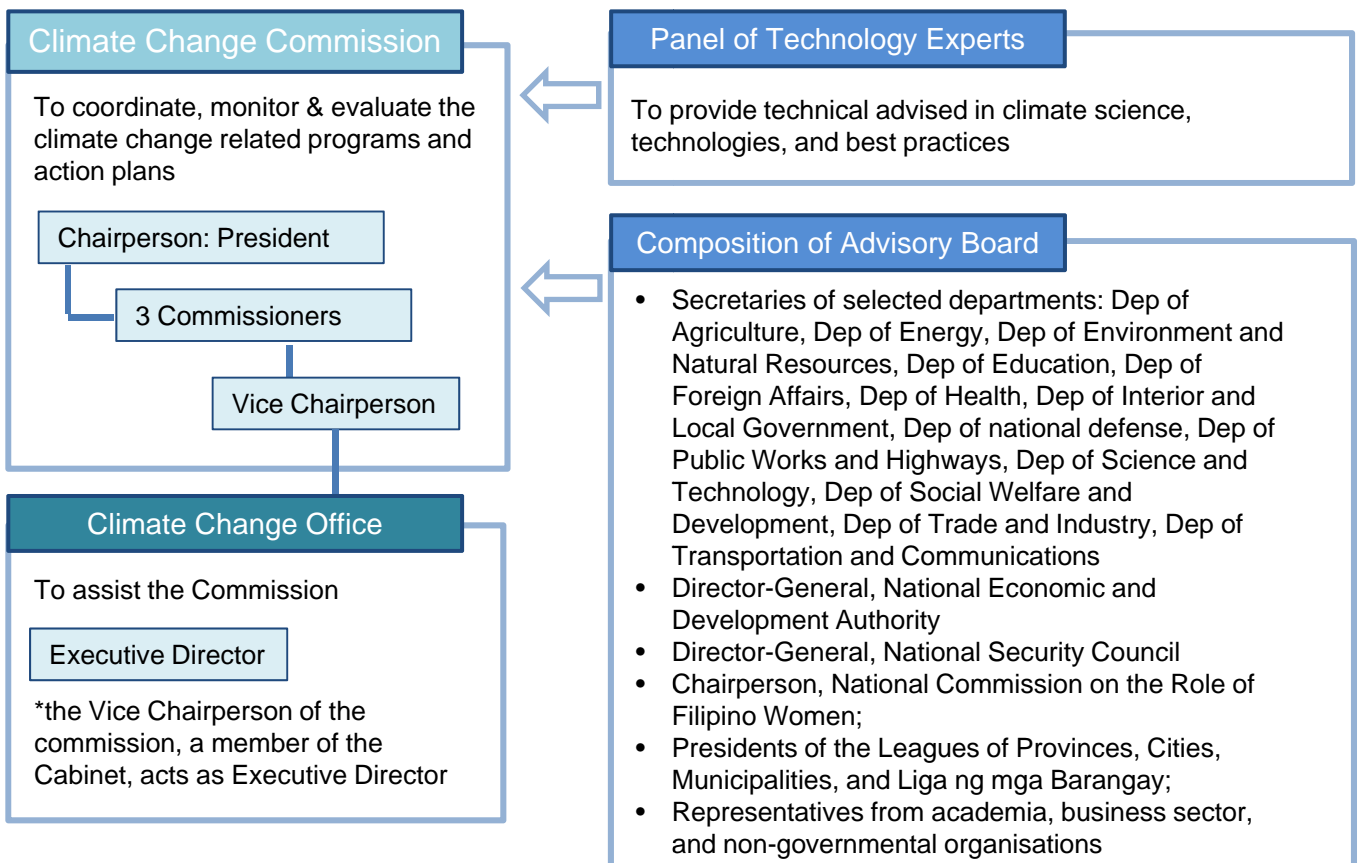 Climate Change Commission
To coordinate, monitor & evaluate the
climate change related programs and
action plans
Chairperson: President
3 Commissioners
Vice Chairperson
Climate Change Office
To assist the Commission
Executive Director
*the Vice Chairperson of the
commission, a member of the
Cabinet, acts as Executive Director
Panel of Technology Experts
To provide technical advised in climate science,
technologies, and best practices
Composition of Advisory Board
• Secretaries of selected departments: Dep of
Agriculture, Dep of Energy, Dep of Environment and
Natural Resources, Dep of Education, Dep of
Foreign Affairs, Dep of Health, Dep of Interior and
Local Government, Dep of national defense, Dep of
Public Works and Highways, Dep of Science and
Technology, Dep of Social Welfare and
Development, Dep of Trade and Industry, Dep of
Transportation and Communications
• Director-General, National Economic and
Development Authority
• Director-General, National Security Council
• Chairperson, National Commission on the Role of
Filipino Women;
• Presidents of the Leagues of Provinces, Cities,
Municipalities, and Liga ng mga Barangay;
• Representatives from academia, business sector,
and non-governmental organisations